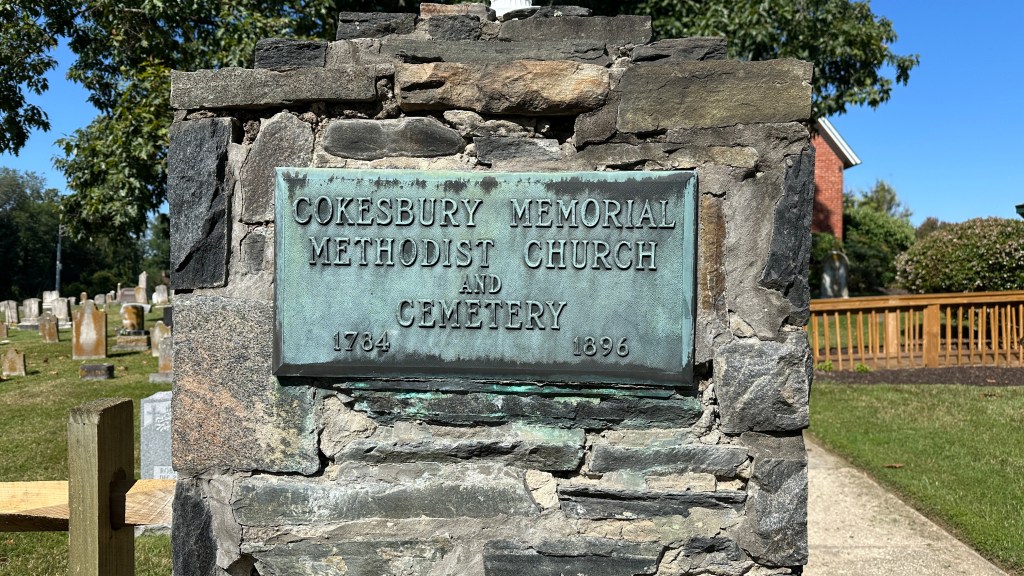 COKESBURY MEMORIAL
METHODIST CHURCH
AND
CEMETERY
1784 1896